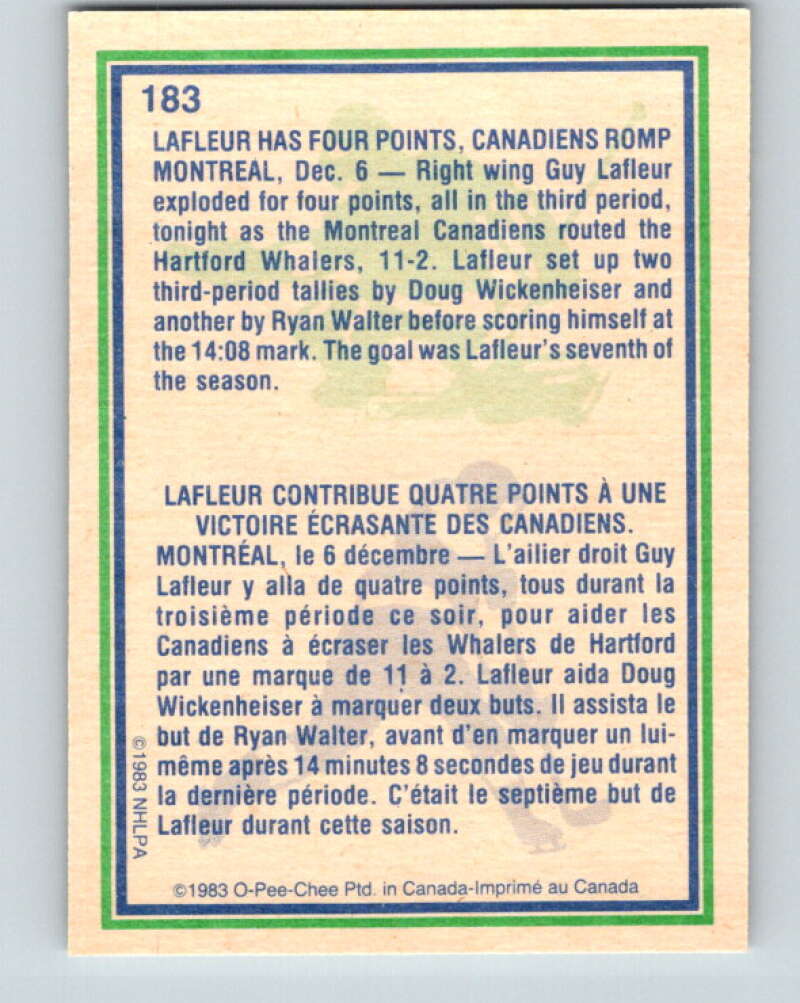 183
LAFLEUR HAS FOUR POINTS, CANADIENS ROMP
MONTREAL, Dec. 6 — Right wing Guy Lafleur
exploded for four points, all in the third period,
tonight as the Montreal Canadiens routed the
Hartford Whalers, 11-2. Lafleur set up two
third-period tallies by Doug Wickenheiser and
another by Ryan Walter before scoring himself at
the 14:08 mark. The goal was Lafleur's seventh of
the season.
LAFLEUR CONTRIBUE QUATRE POINTS À UNE
VICTOIRE ÉCRASANTE DES CANADIENS.
MONTRÉAL, le 6 décembre — L'ailier droit Guy
Lafleur y alla de quatre points, tous durant la
troisième période ce soir, pour aider les
Canadiens à écraser les Whalers de Hartford
par une marque de 11 à 2. Lafleur aida Doug
Wickenheiser à marquer deux buts. Il assista le
but de Ryan Walter, avant d'en marquer un lui-
même après 14 minutes 8 secondes de jeu durant
la dernière période. C'était le septième but de
Lafleur durant cette saison.
©1983 NHLPA
©1983 O-Pee-Chee Ptd. in Canada-Imprimé au Canada